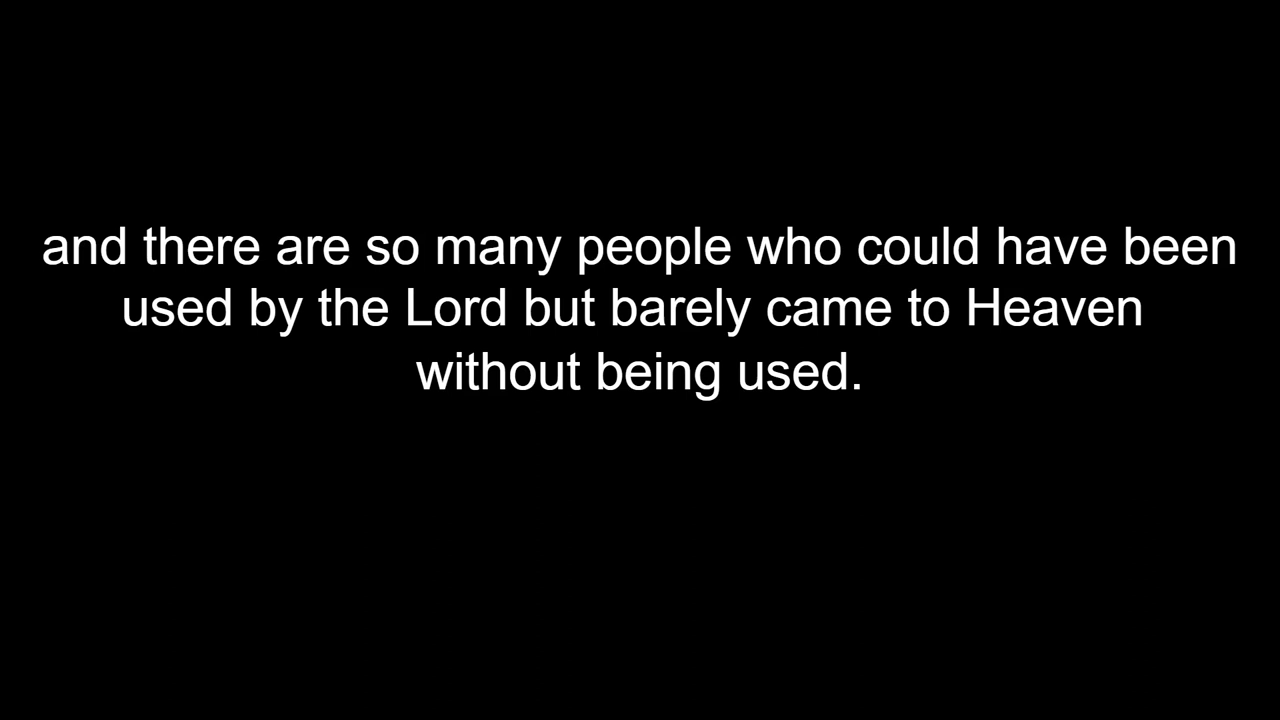 and there are so many people who could have been
used by the Lord but barely came to Heaven
without being used.